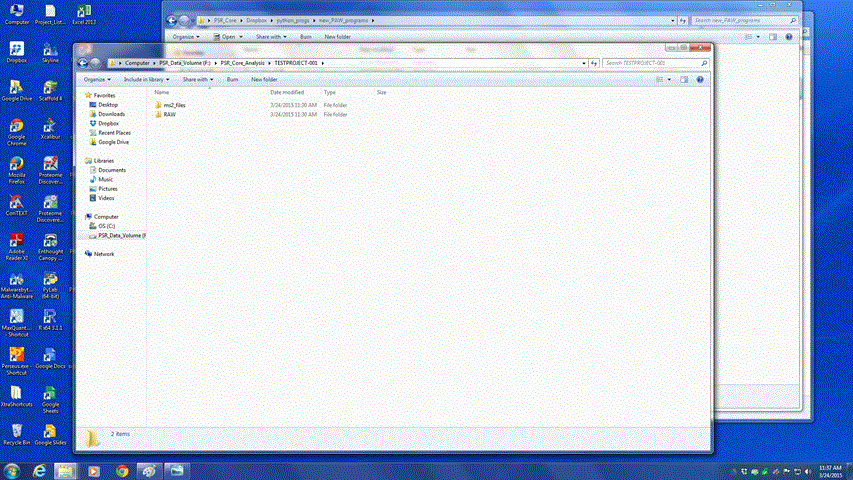 PSR_Core
Dropbox
python_progs
new_PAW_programs
Search new_PAW_programs
Organize
Open
Share with
Burn
New folder
Computer
PSR_Data_Volume (F:)
PSR_Core_Analysis
TESTPROJECT-001
Search TESTPROJECT-001
Organize
Include in library
Share with
Burn
New folder
Favorites
Desktop
Downloads
Dropbox
Recent Places
Google Drive
Libraries
Documents
Music
Pictures
Videos
Computer
OS (C:)
PSR_Data_Volume (F
Network
Name
Date modified
Type
Size
ms2_files
3/24/2015 11:30 AM
File folder
RAW
3/24/2015 11:30 AM
File folder
2 items
Computer
Project_List...
Excel 2013
Dropbox
Skyline
Google Drive
Scaffold 4
Google
Chrome
Xcalibur
Mozilla
Firefox
Proteome
Discovere...
ConTEXT
Proteome
Discovere...
Adobe
Reader XI
Enthought
Canopy ...
Malwarebyt...
Anti-Malware
PyLab
(64-bit)
MaxQuant...
Shortcut
R x64 3.1.1
Perseus.exe -
Shortcut
Google Docs
XtraShortcuts
Google
Sheets
Recycle Bin
Google Slides
11:37 AM
3/24/2015